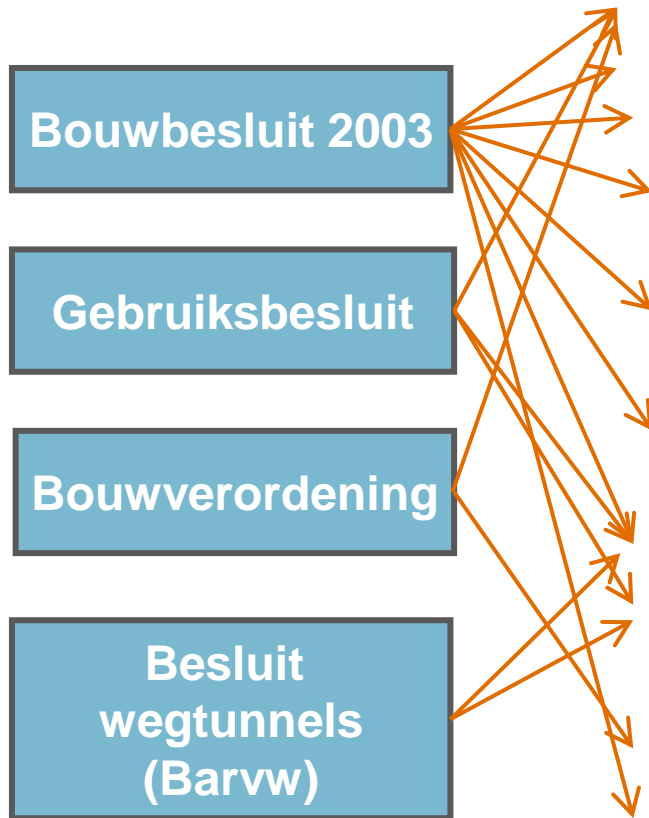 Bouwbesluit 2003
Gebruiksbesluit
Bouwverordening
Besluit
wegtunnels
(Barvw)